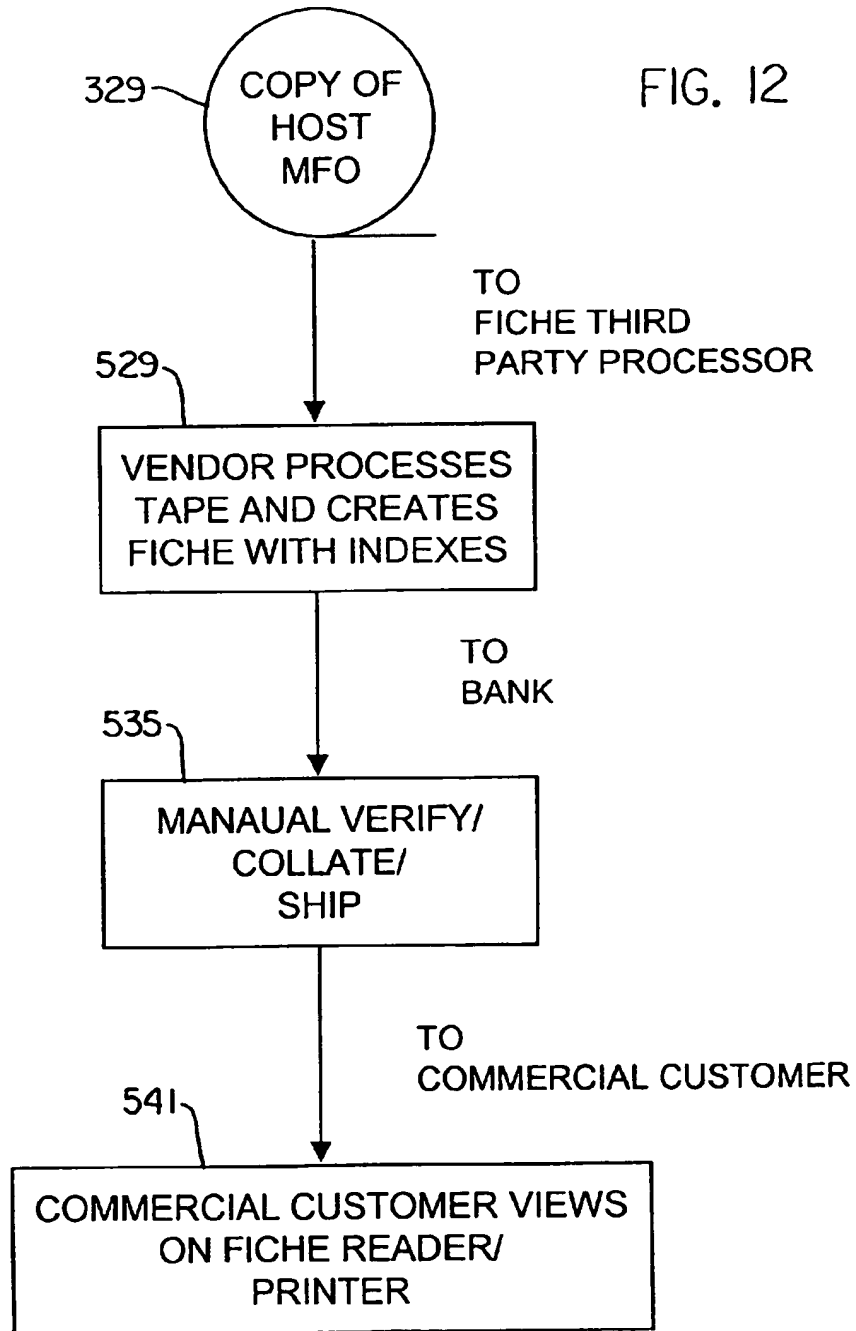 329
COPY OF
HOST
MFO
FIG. 12
TO
FICHE THIRD
PARTY PROCESSOR
529
VENDOR PROCESSES
TAPE AND CREATES
FICHE WITH INDEXES
TO
BANK
535
MANAUAL VERIFY/
COLLATE/
SHIP
TO
COMMERCIAL CUSTOMER
541
COMMERCIAL CUSTOMER VIEWS
ON FICHE READER/
PRINTER